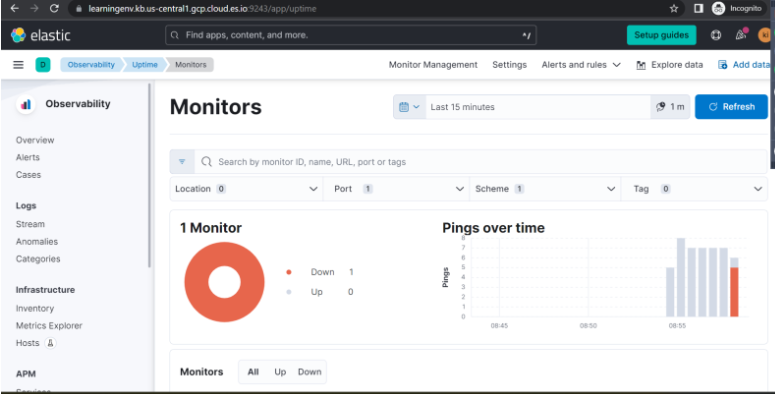 learningenv.kb.us-central1.gcp.cloud.es.io:9243/app/uptime
Incognito
elastic
Find apps, content, and more.
Setup guides
D
Observability Uptime Monitors
Monitor Management Settings Alerts and rules Explore data Add data
Observability
Overview
Alerts
Cases
Logs
Stream
Anomalies
Categories
Infrastructure
Inventory
Metrics Explorer
Hosts
APM
Monitors
Last 15 minutes
1 m
Refresh
Search by monitor ID, name, URL, port or tags
Location 0 Port 1 Scheme 1 Tag 0
1 Monitor
Down 1
Up 0
Pings over time
Pings
8
7
6
5
4
3
2
1
0
08:45 08:50 08:55
Monitors All Up Down